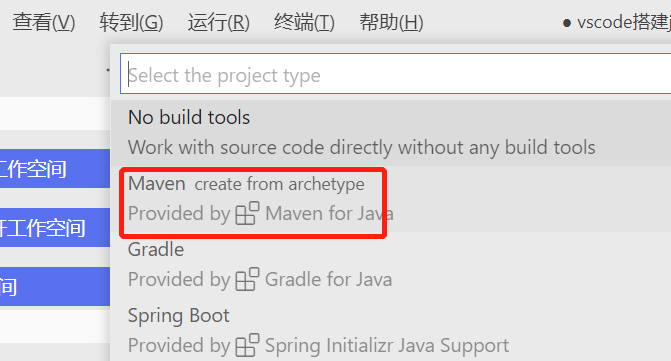 查看(V) 转到(G) 运行(R) 终端(T) 帮助(H) ● vscode搭建j
Select the project type
No build tools
Work with source code directly without any build tools
工作空间
Maven create from archetype
Provided by Maven for Java
开工作空间
Gradle
Provided by Gradle for Java
间
Spring Boot
Provided by Spring Initializr Java Support